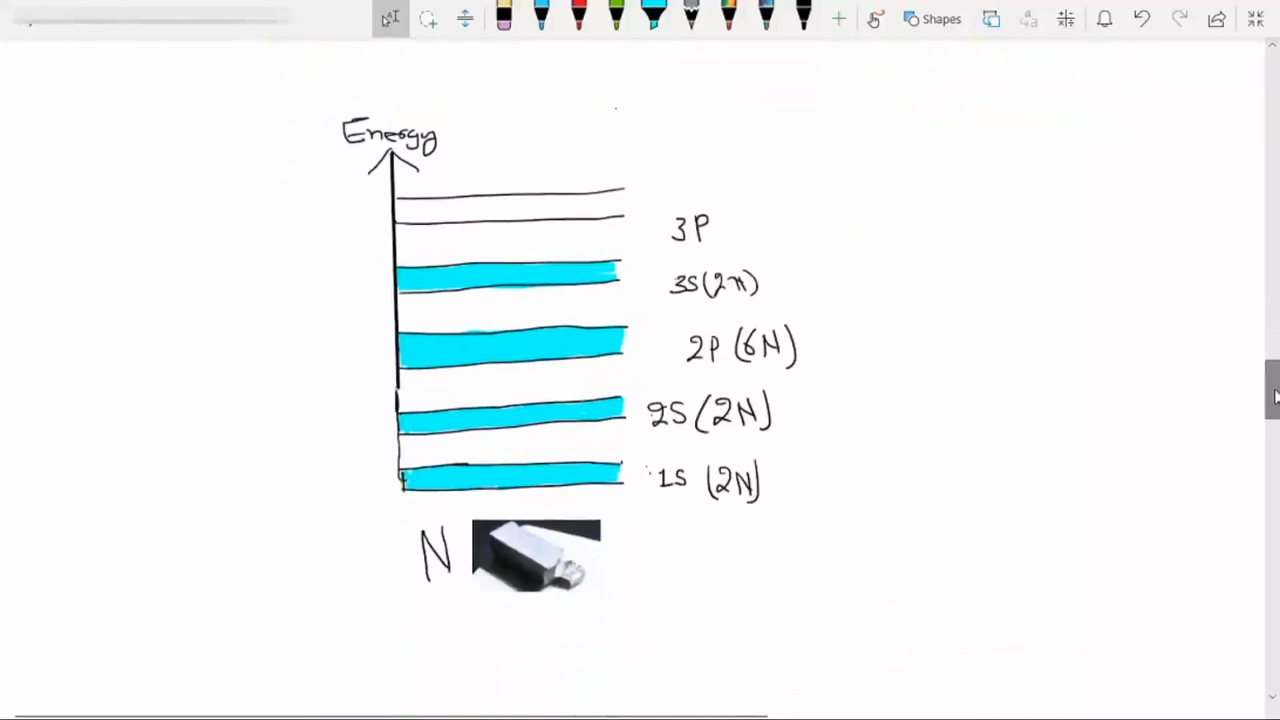 Shapes
Energy
3P
3S(2n)
2P (6N)
2S (2N)
1S (2N)
N